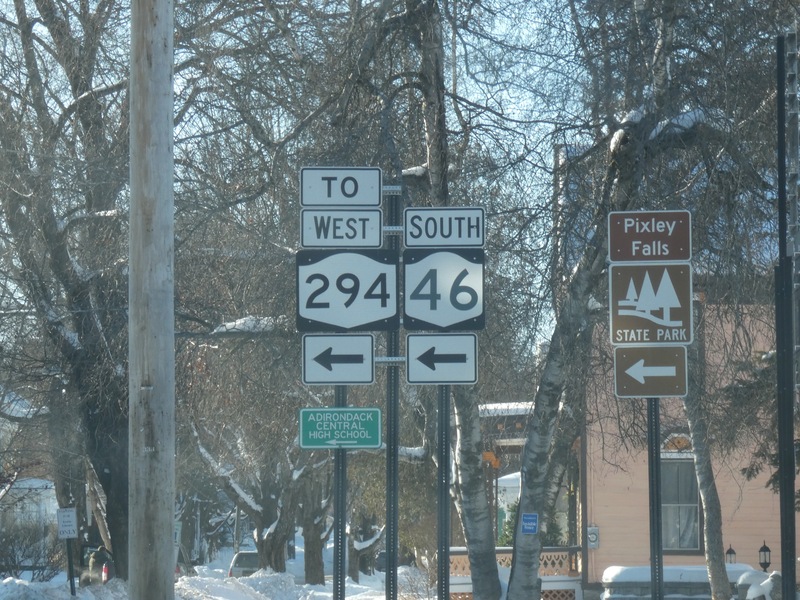 TO
WEST
294
SOUTH
46
ADIRONDACK
CENTRAL
HIGH SCHOOL
Pixley
Falls
STATE PARK